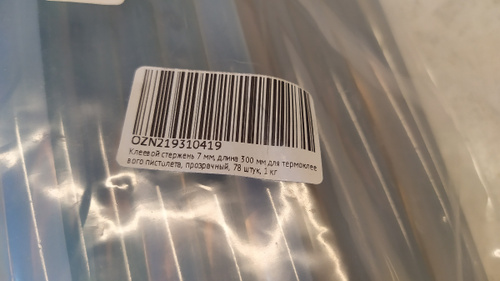 OZN219310419
Клеевой стержень 7 мм, длина 300 мм для термоклее
вого пистолета, прозрачный, 78 штук, 1 кг